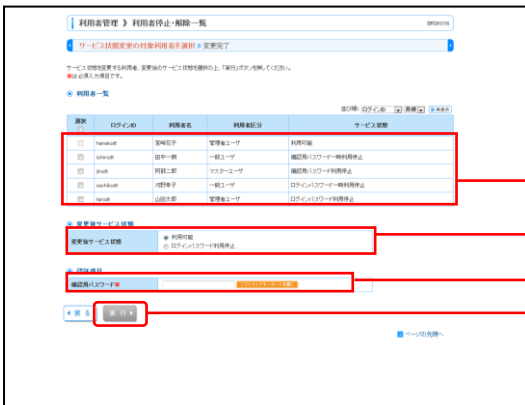 利用者管理 》 利用者停止・解除一覧
BRSK016
サービス状態変更の対象利用者を選択 » 変更完了
サービス状態を変更する利用者、変更後のサービス状態を選択の上、「実行」ボタンを押してください。
※は必須入力項目です。
利用者一覧
並び順: ログインID 昇順 再表示
選択 ログインID 利用者名 利用者区分 サービス状態
hanakodt 宮崎花子 管理者ユーザ 利用可能
ichirodt 田中一朗 一般ユーザ 確認用パスワード一時利用停止
jirodt 阿部二郎 マスターユーザ 確認用パスワード利用停止
sachikodt 河野幸子 一般ユーザ ログインパスワード一時利用停止
tarodt 山田太郎 管理者ユーザ ログインパスワード利用停止
変更後サービス状態
変更後サービス状態
利用可能
ログインパスワード利用停止
認証項目
確認用パスワード※ ソフトウェアキーボードを開く
戻る 実行
ページの先頭へ